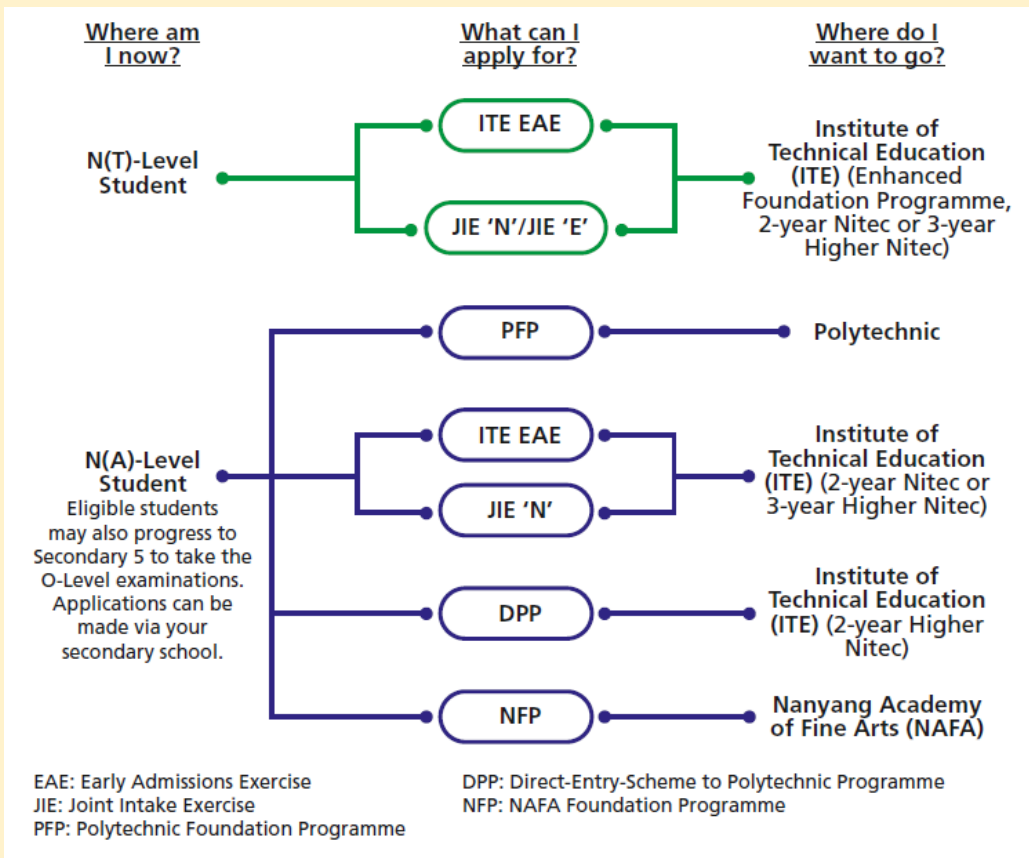 Where am
I now?
What can I
apply for?
Where do I
want to go?
N(T)-Level
Student
ITE EAE
JIE ‘N’/JIE ‘E’
Institute of
Technical Education
(ITE) (Enhanced
Foundation Programme,
2-year Nitec or 3-year
Higher Nitec)
N(A)-Level
Student
Eligible students
may also progress to
Secondary 5 to take the
O-Level examinations.
Applications can be
made via your
secondary school.
PFP
Polytechnic
ITE EAE
JIE ‘N’
Institute of
Technical Education
(ITE) (2-year Nitec or
3-year Higher Nitec)
DPP
Institute of
Technical Education
(ITE) (2-year Higher
Nitec)
NFP
Nanyang Academy
of Fine Arts (NAFA)
EAE: Early Admissions Exercise
JIE: Joint Intake Exercise
PFP: Polytechnic Foundation Programme
DPP: Direct-Entry-Scheme to Polytechnic Programme
NFP: NAFA Foundation Programme